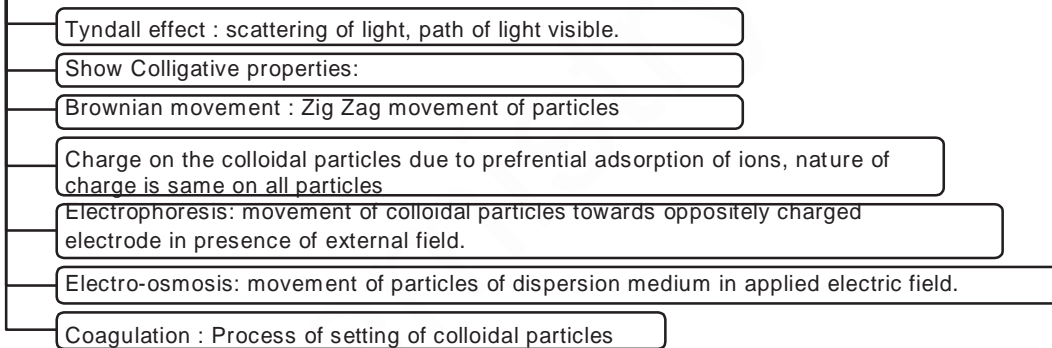 Tyndall effect : scattering of light, path of light visible.
Show Colligative properties:
Brownian movement : Zig Zag movement of particles
Charge on the colloidal particles due to prefrential adsorption of ions, nature of
charge is same on all particles
Electrophoresis: movement of colloidal particles towards oppositely charged
electrode in presence of external field.
Electro-osmosis: movement of particles of dispersion medium in applied electric field.
Coagulation : Process of setting of colloidal particles